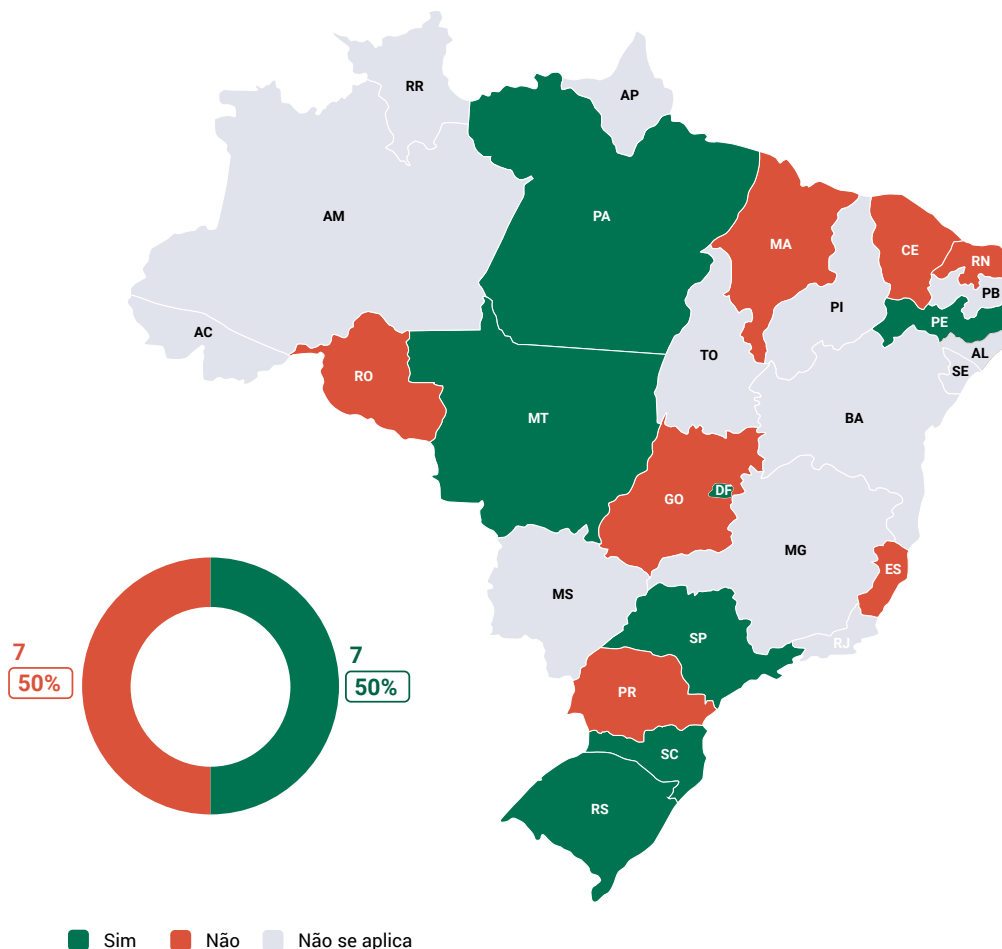 RR
AP
AM
PA
MA
CE
RN
PB
PI
PE
AC
AL
TO
SE
RO
MT
BA
DF
GO
MG
ES
MS
SP
RJ
7
50%
7
50%
PR
SC
RS
Sim
Não
Não se aplica